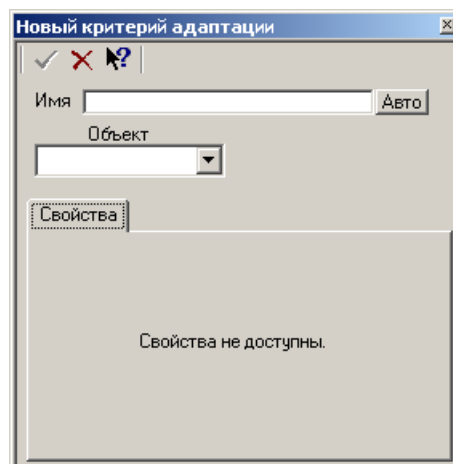 Новый критерий адаптации
Имя
Авто
Объект
Свойства
Свойства не доступны.